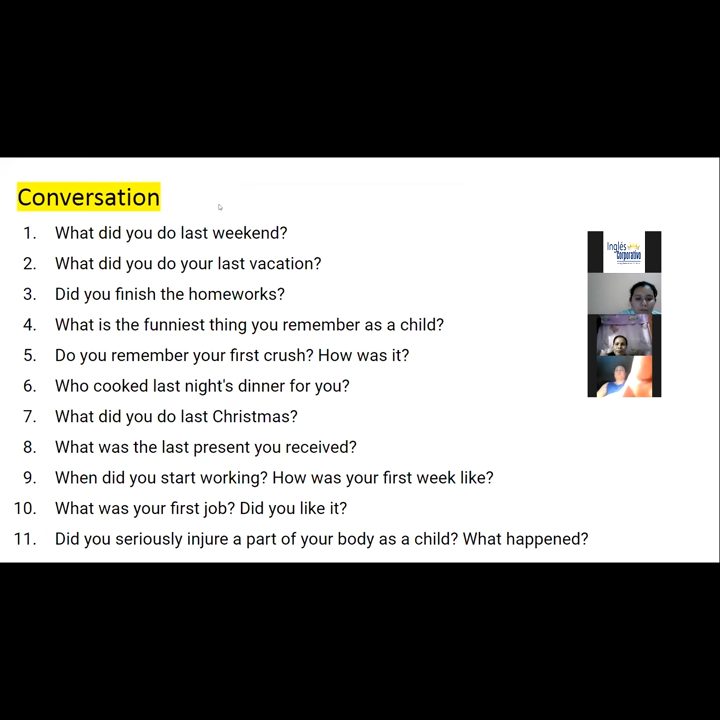 Conversation
1. What did you do last weekend?
2. What did you do your last vacation?
3. Did you finish the homeworks?
4. What is the funniest thing you remember as a child?
5. Do you remember your first crush? How was it?
6. Who cooked last night's dinner for you?
7. What did you do last Christmas?
8. What was the last present you received?
9. When did you start working? How was your first week like?
10. What was your first job? Did you like it?
11. Did you seriously injure a part of your body as a child? What happened?
Inglés
Corporativo